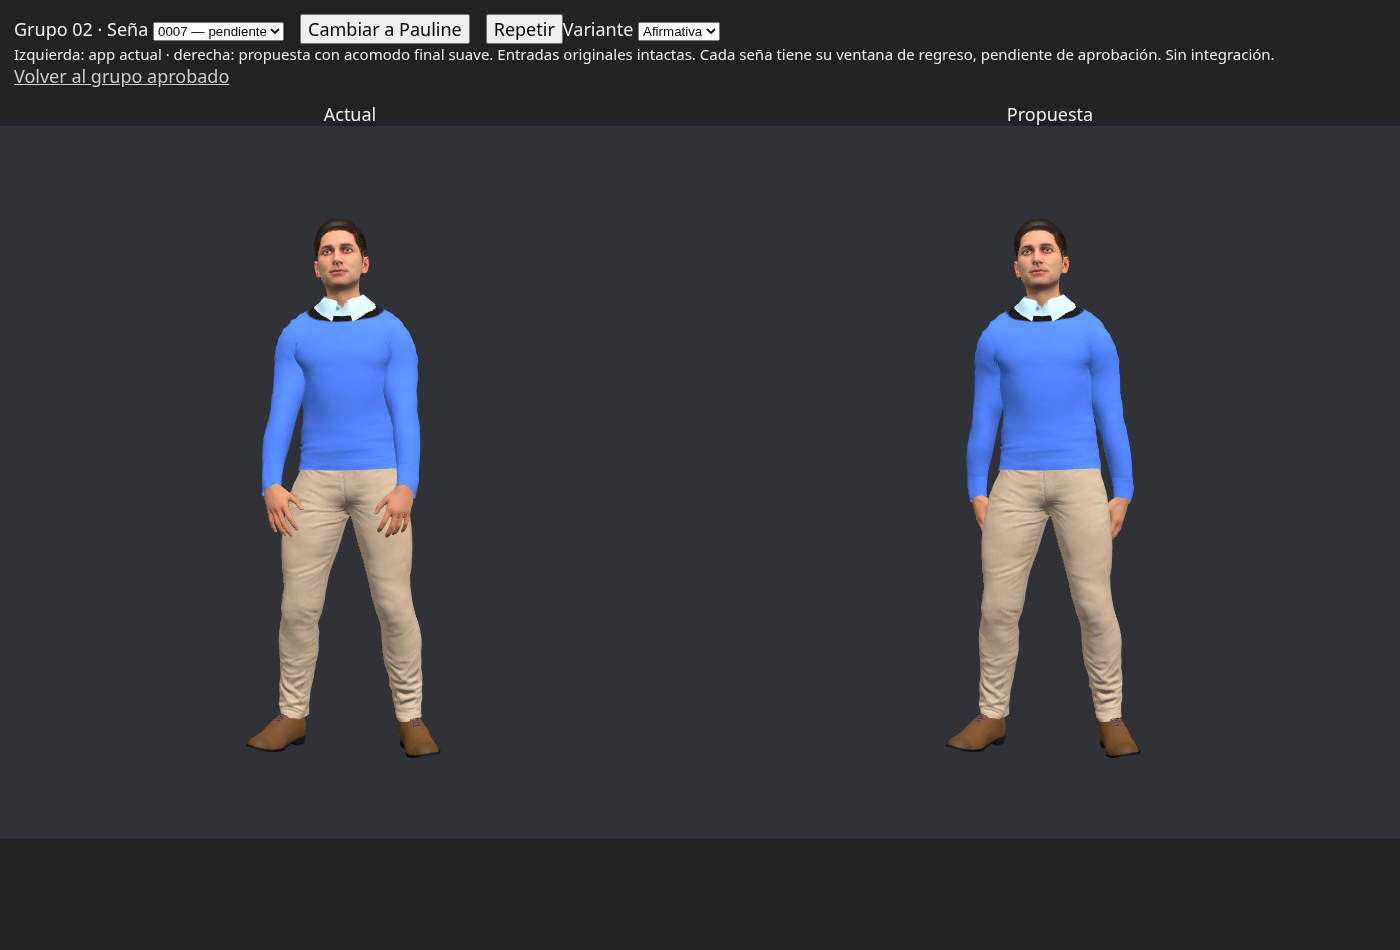 Grupo 02 · Seña 0007 — pendiente Cambiar a Pauline Repetir Variante Afirmativa
Izquierda: app actual · derecha: propuesta con acomodo final suave. Entradas originales intactas. Cada seña tiene su ventana de regreso, pendiente de aprobación. Sin integración.
Volver al grupo aprobado
Actual
Propuesta